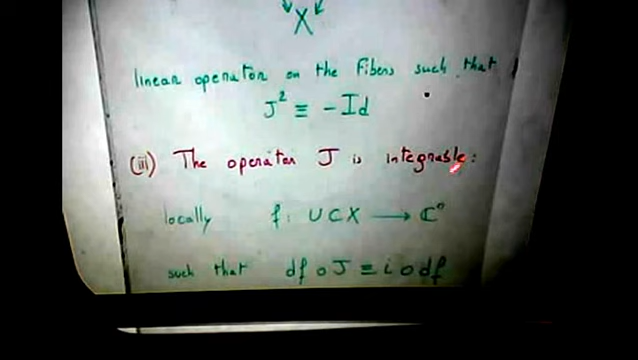 X
linear operator on the Fibers such that
J² ≡ - Id
(iii) The operator J is integrable:
locally f: U ⊂ X → ℂⁿ
such that df ∘ J ≡ i ∘ df